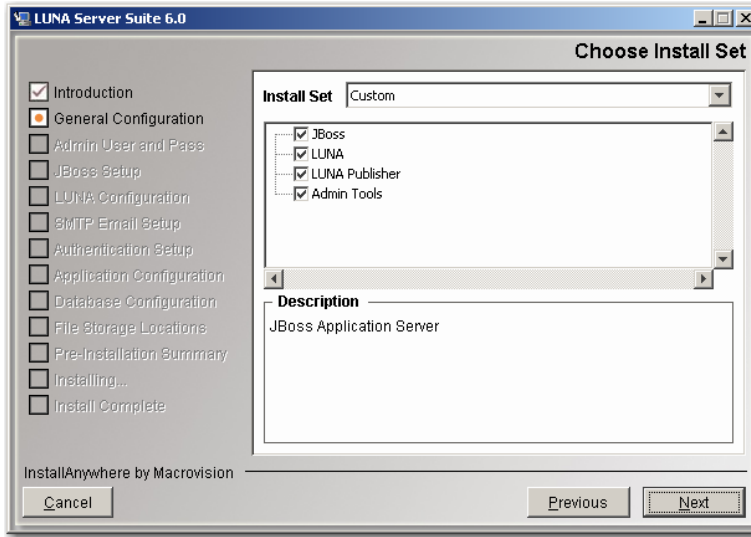 LUNA Server Suite 6.0
Choose Install Set
Introduction
General Configuration
Admin User and Pass
JBoss Setup
LUNA Configuration
SMTP Email Setup
Authentication Setup
Application Configuration
Database Configuration
File Storage Locations
Pre-Installation Summary
Installing...
Install Complete
Install Set Custom
JBoss
LUNA
LUNA Publisher
Admin Tools
Description
JBoss Application Server
InstallAnywhere by Macrovision
Cancel
Previous
Next